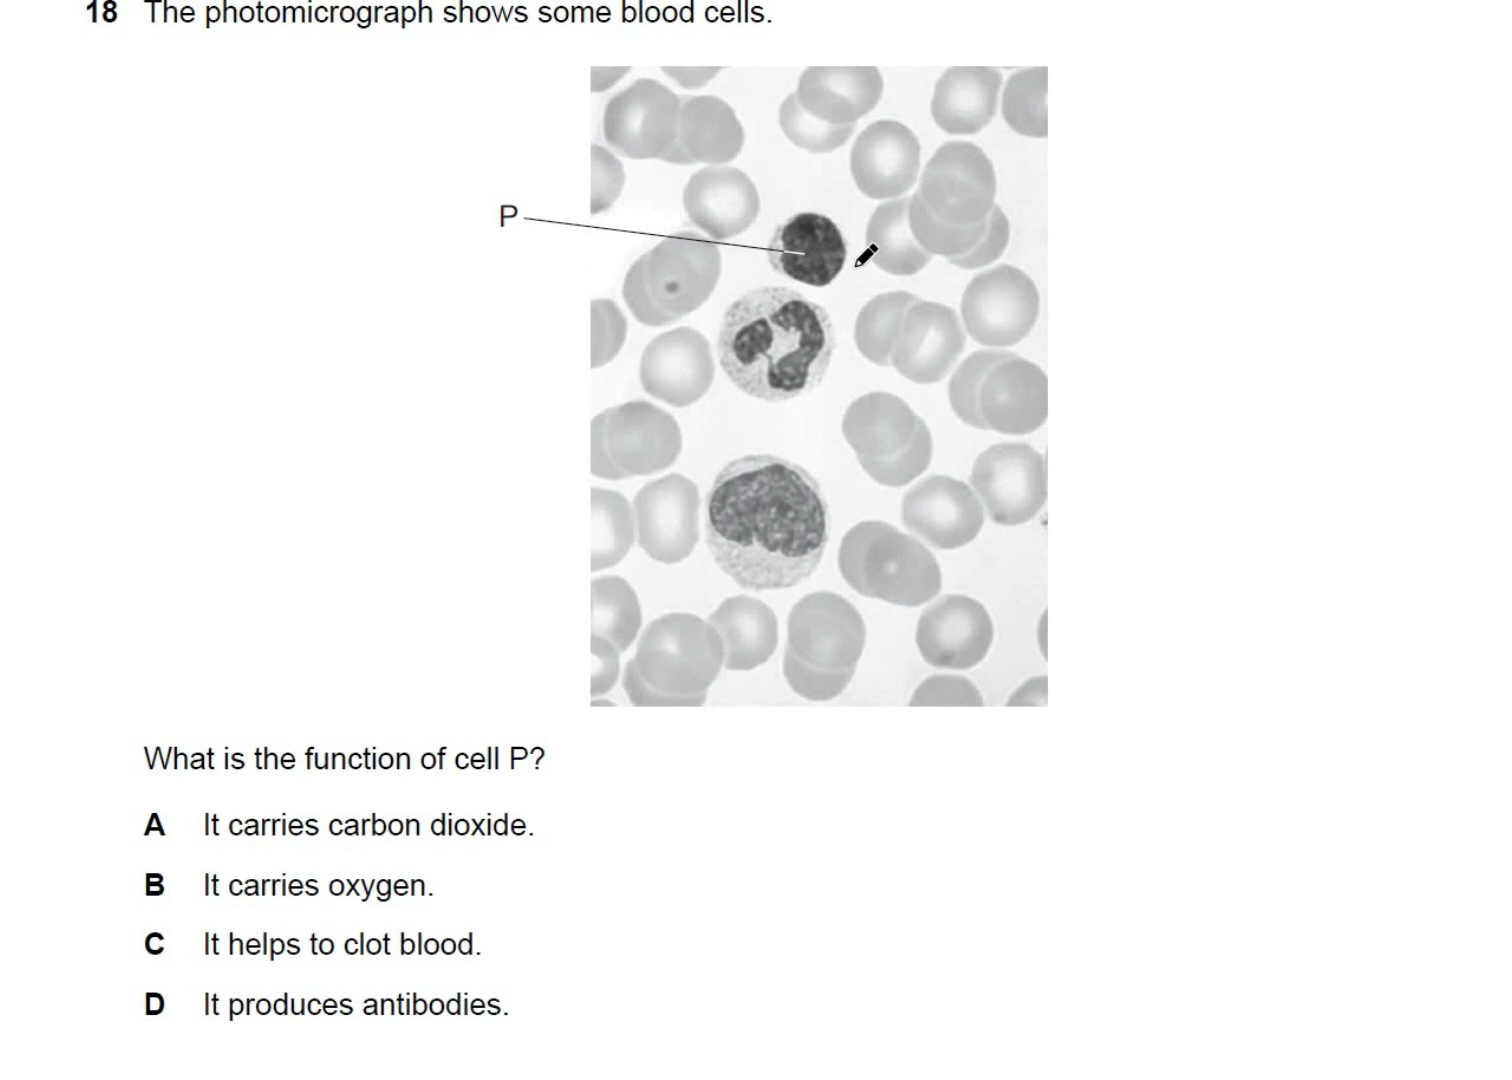 18 The photomicrograph shows some blood cells.
P
What is the function of cell P?
A It carries carbon dioxide.
B It carries oxygen.
C It helps to clot blood.
D It produces antibodies.